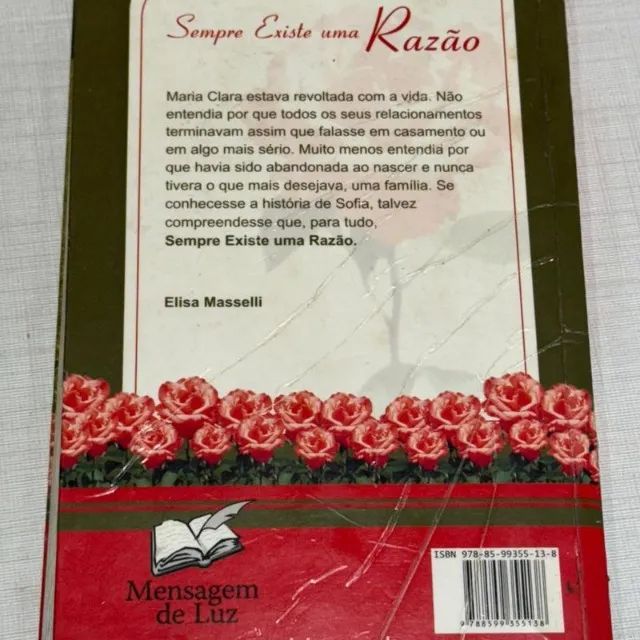 Sempre Existe uma Razão
Maria Clara estava revoltada com a vida. Não
entendia por que todos os seus relacionamentos
terminavam assim que falasse em casamento ou
em algo mais sério. Muito menos entendia por
que havia sido abandonada ao nascer e nunca
tivera o que mais desejava, uma família. Se
conhecesse a história de Sofia, talvez
compreendesse que, para tudo,
Sempre Existe uma Razão.
Elisa Masselli
Mensagem
de Luz
ISBN 978-85-99355-13-8
9 788599 355138